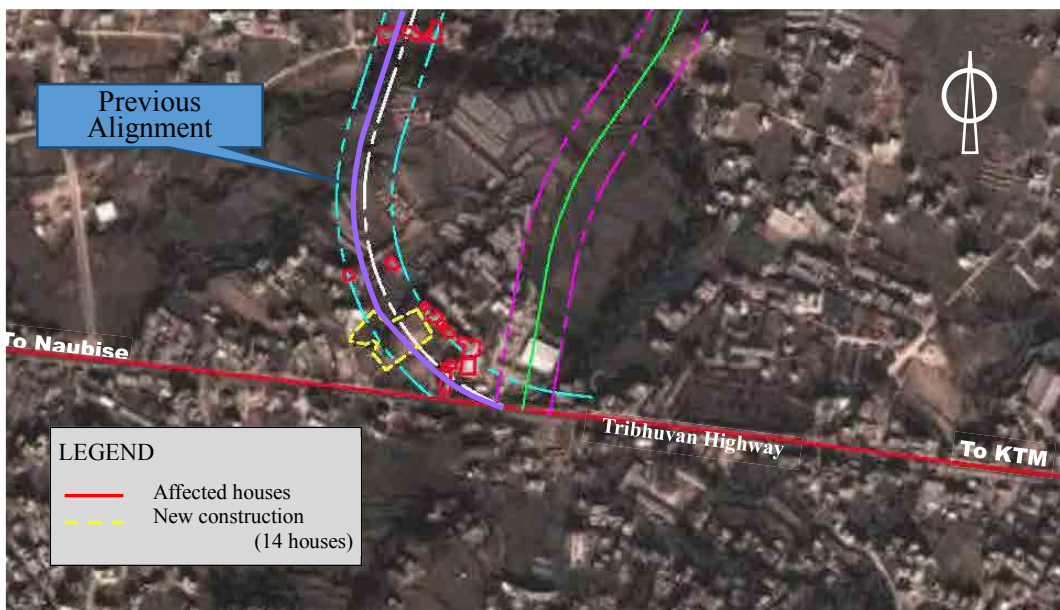 Previous
Alignment
To Naubise
Tribhuvan Highway
To KTM
LEGEND
Affected houses
New construction
(14 houses)